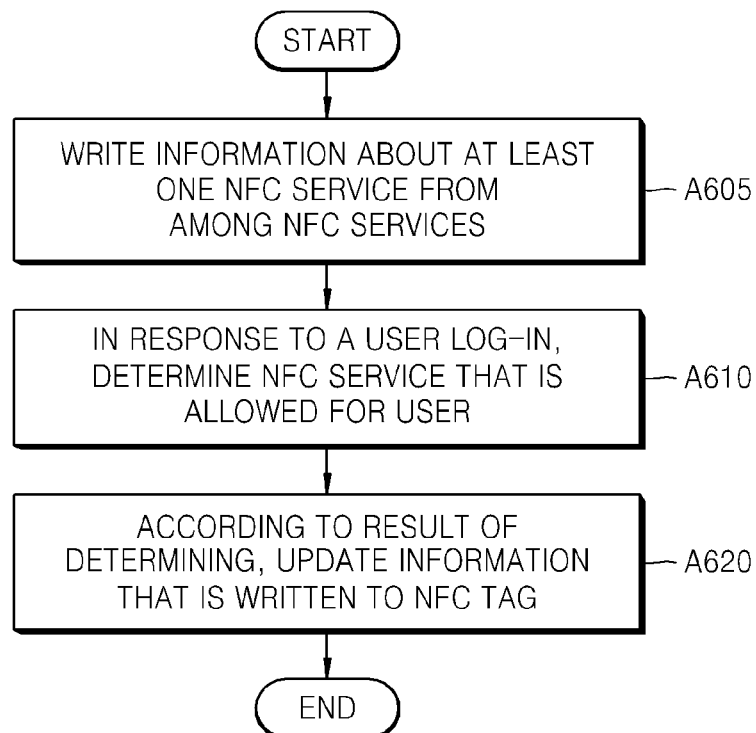 START
WRITE INFORMATION ABOUT AT LEAST
ONE NFC SERVICE FROM
AMONG NFC SERVICES
A605
IN RESPONSE TO A USER LOG-IN,
DETERMINE NFC SERVICE THAT IS
ALLOWED FOR USER
A610
ACCORDING TO RESULT OF
DETERMINING, UPDATE INFORMATION
THAT IS WRITTEN TO NFC TAG
A620
END